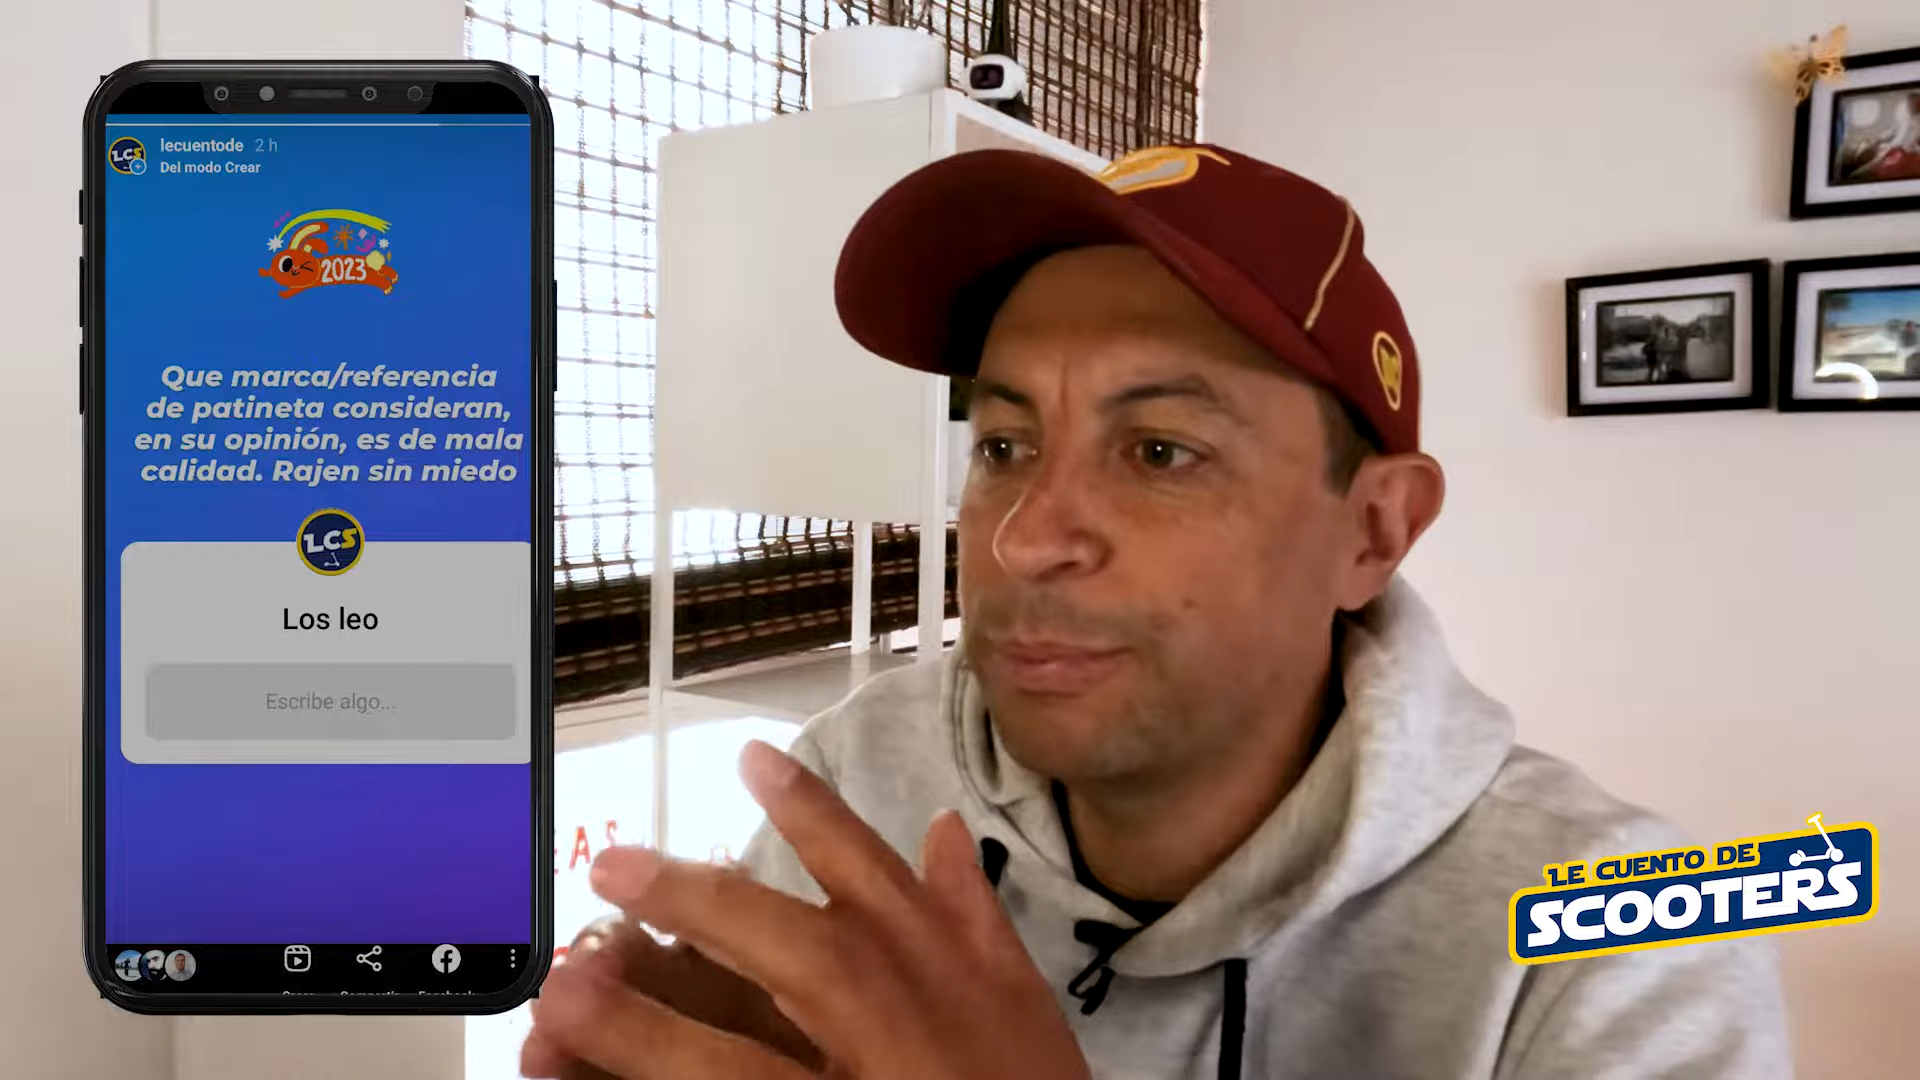 lecuentode 2 h
Del modo Crear
2023
Que marca/referencia
de patineta consideran,
en su opinión, es de mala
calidad. Rajen sin miedo
LCS
Los leo
Escribe algo...
LE CUENTO DE
SCOOTERS